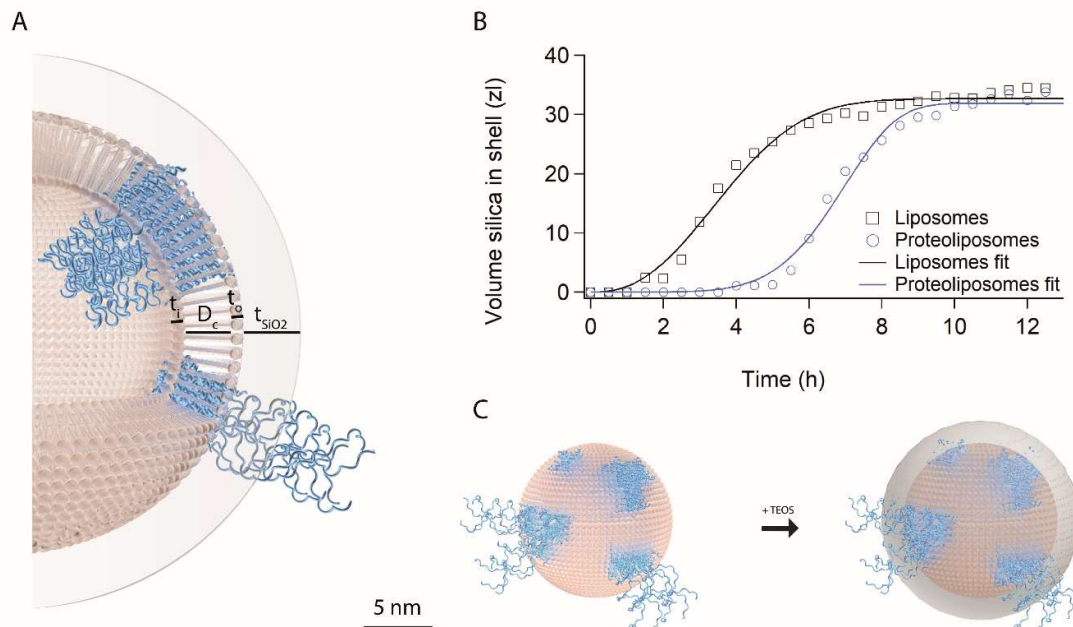 A
t_i
D_c
t_o
t_SiO2
5 nm
B
Volume silica in shell (zl)
40
30
20
10
0
0
2
4
6
8
10
12
Time (h)
Liposomes
Proteoliposomes
Liposomes fit
Proteoliposomes fit
C
+ TEOS